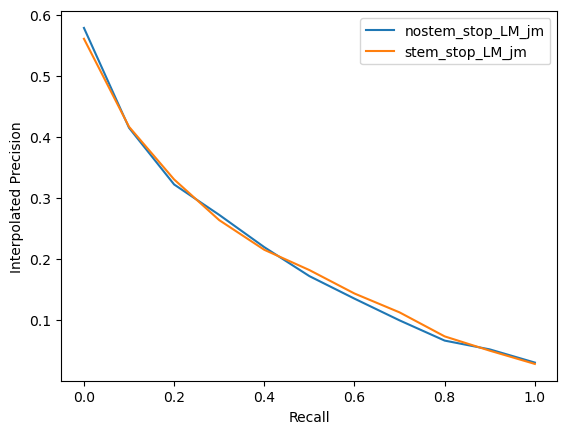 0.6
0.5
0.4
0.3
0.2
0.1
Interpolated Precision
nostem_stop_LM_jm
stem_stop_LM_jm
0.0 0.2 0.4 0.6 0.8 1.0
Recall